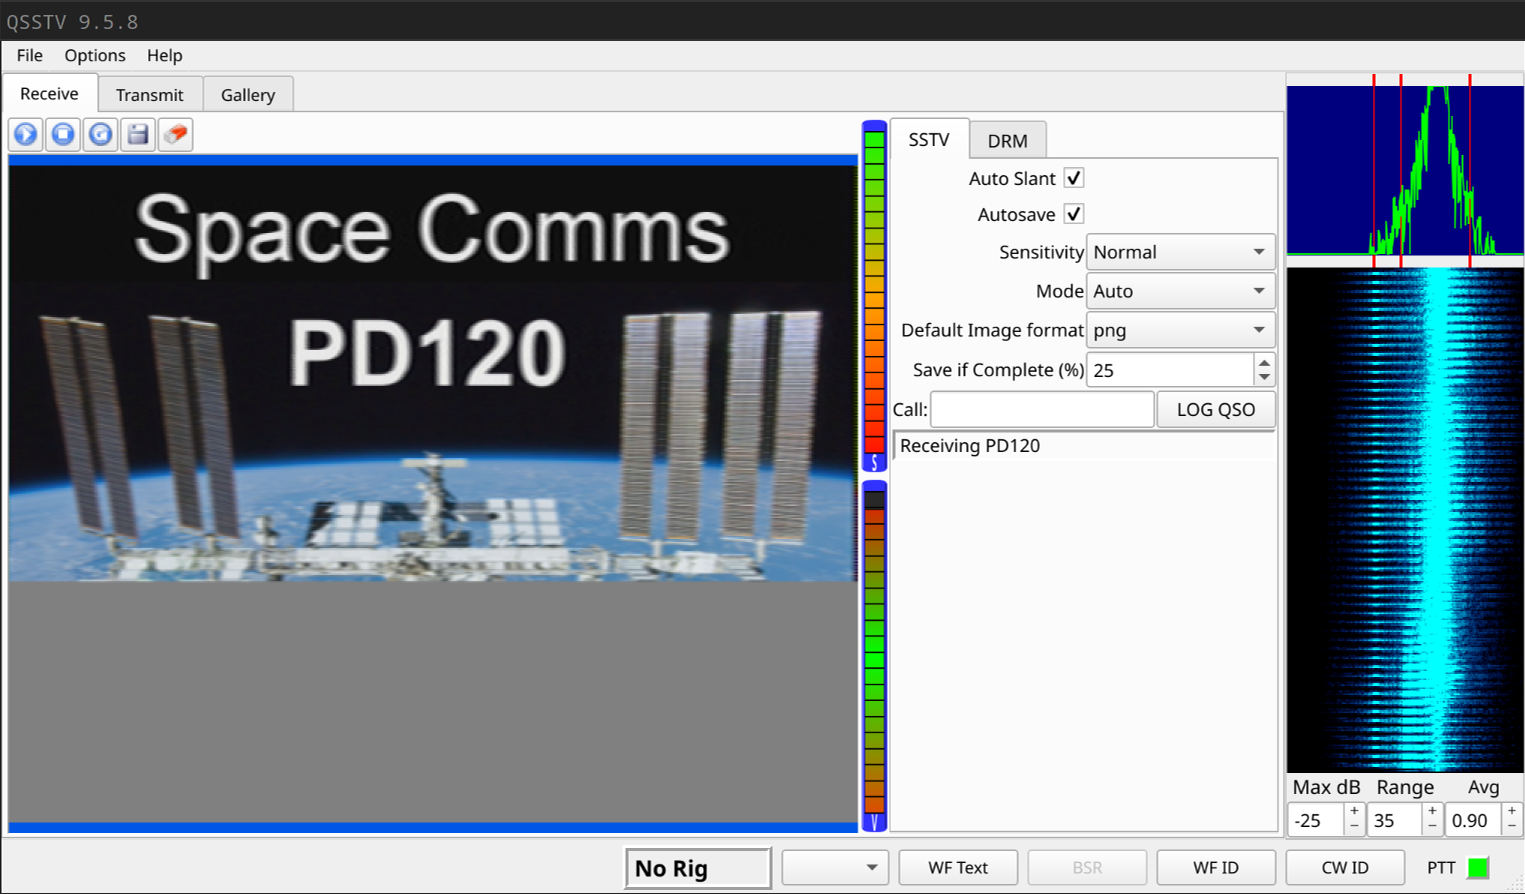 QSSTV 9.5.8
File Options Help
Receive Transmit Gallery
Space Comms
PD120
S
V
SSTV DRM
Auto Slant
Autosave
Sensitivity Normal
Mode Auto
Default Image format png
Save if Complete (%) 25
Call: LOG QSO
Receiving PD120
Max dB Range Avg
-25 35 0.90
No Rig WF Text BSR WF ID CW ID PTT